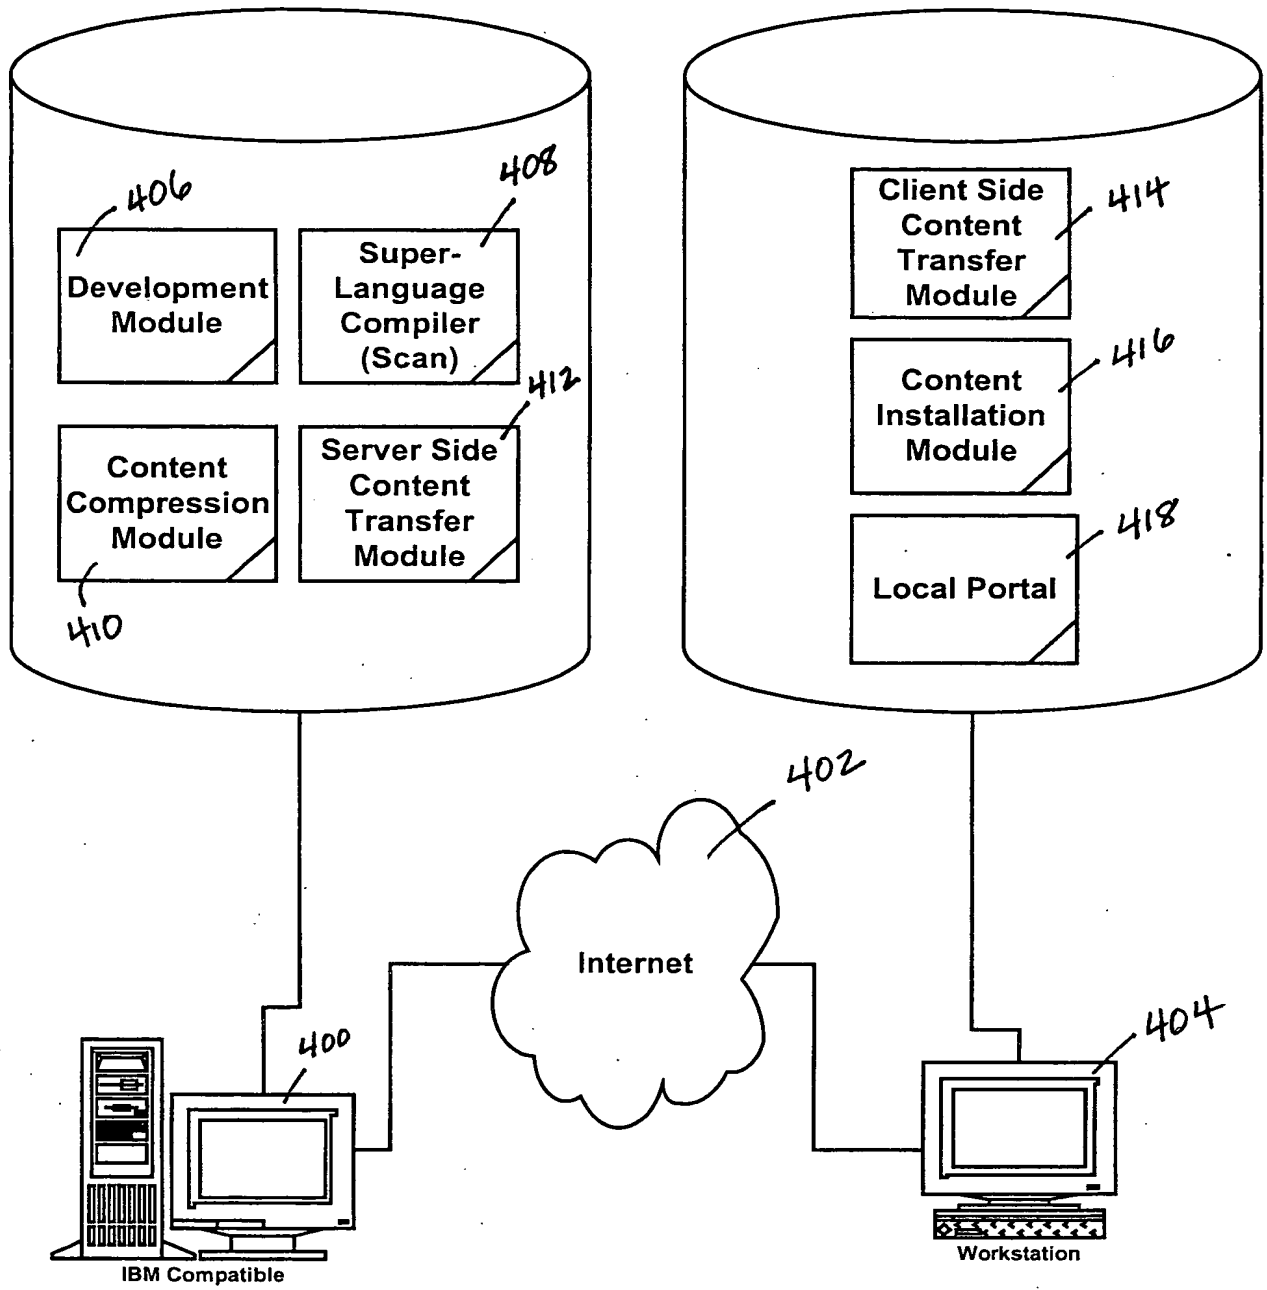 406
Development
Module
408
Super-
Language
Compiler
(Scan)
Content
Compression
Module
410
412
Server Side
Content
Transfer
Module
Client Side
Content
Transfer
Module
414
Content
Installation
Module
416
Local Portal
418
402
Internet
400
IBM Compatible
404
Workstation